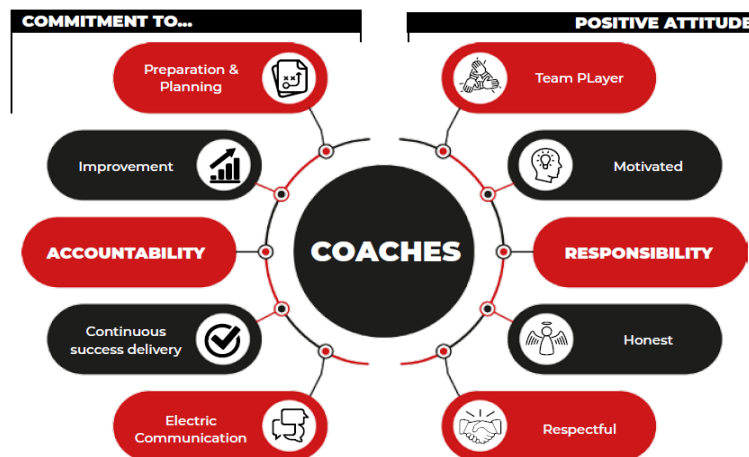 COMMITMENT TO...
POSITIVE ATTITUDE
Preparation &
Planning
Team PLayer
Improvement
Motivated
ACCOUNTABILITY
COACHES
RESPONSIBILITY
Continuous
success delivery
Honest
Electric
Communication
Respectful